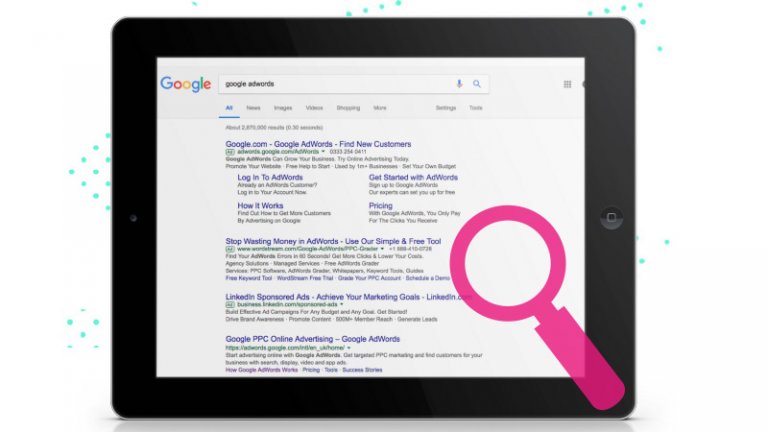 Google google adwords
All News Images Videos Shopping More Settings Tools
About 2,870,000 results (0.30 seconds)
Google.com - Google AdWords - Find New Customers
Ad adwords.google.com/AdWords 0333 254 0411
Google AdWords Can Grow Your Business. Try Online Advertising Today.
Promote Your Website · Free Help to Start · Used by 1m+ Businesses · Set Your Own Budget
Log In To AdWords
Already an AdWords Customer?
Log in to Your Account Now.
Get Started with AdWords
Sign up to Google AdWords
Our experts can set you up for free
How It Works
Find Out How to Get More Customers
By Advertising on Google
Pricing
With Google AdWords, You Only Pay
For The Clicks You Receive
Stop Wasting Money in AdWords - Use Our Simple & Free Tool
Ad www.wordstream.com/Google-AdWords/PPC-Grader +1 888-410-0728
Find Your AdWords Errors in 60 Seconds! Get More Clicks & Lower Your Costs.
Agency Solutions · Managed Services · Free AdWords Grader
Services: PPC Software, AdWords Grader, Whitepapers, Keyword Tools, Guides
Free Keyword Tool · WordStream Free Trial · Grade Your PPC Account · Schedule a Demo
LinkedIn Sponsored Ads - Achieve Your Marketing Goals - LinkedIn.com
Ad business.linkedin.com/sponsored-ads
Build Effective Ad Campaigns For Any Budget and Any Goal. Get Started!
Drive Brand Awareness · Promote Content · 500M+ Member Reach · Generate Leads
Google PPC Online Advertising – Google AdWords
https://adwords.google.com/intl/en_uk/home/
Start advertising online with Google AdWords. Get targeted PPC marketing and find customers for your
business with search, display, video and app ads.
How Google AdWords Works · Pricing · Tools · Success Stories